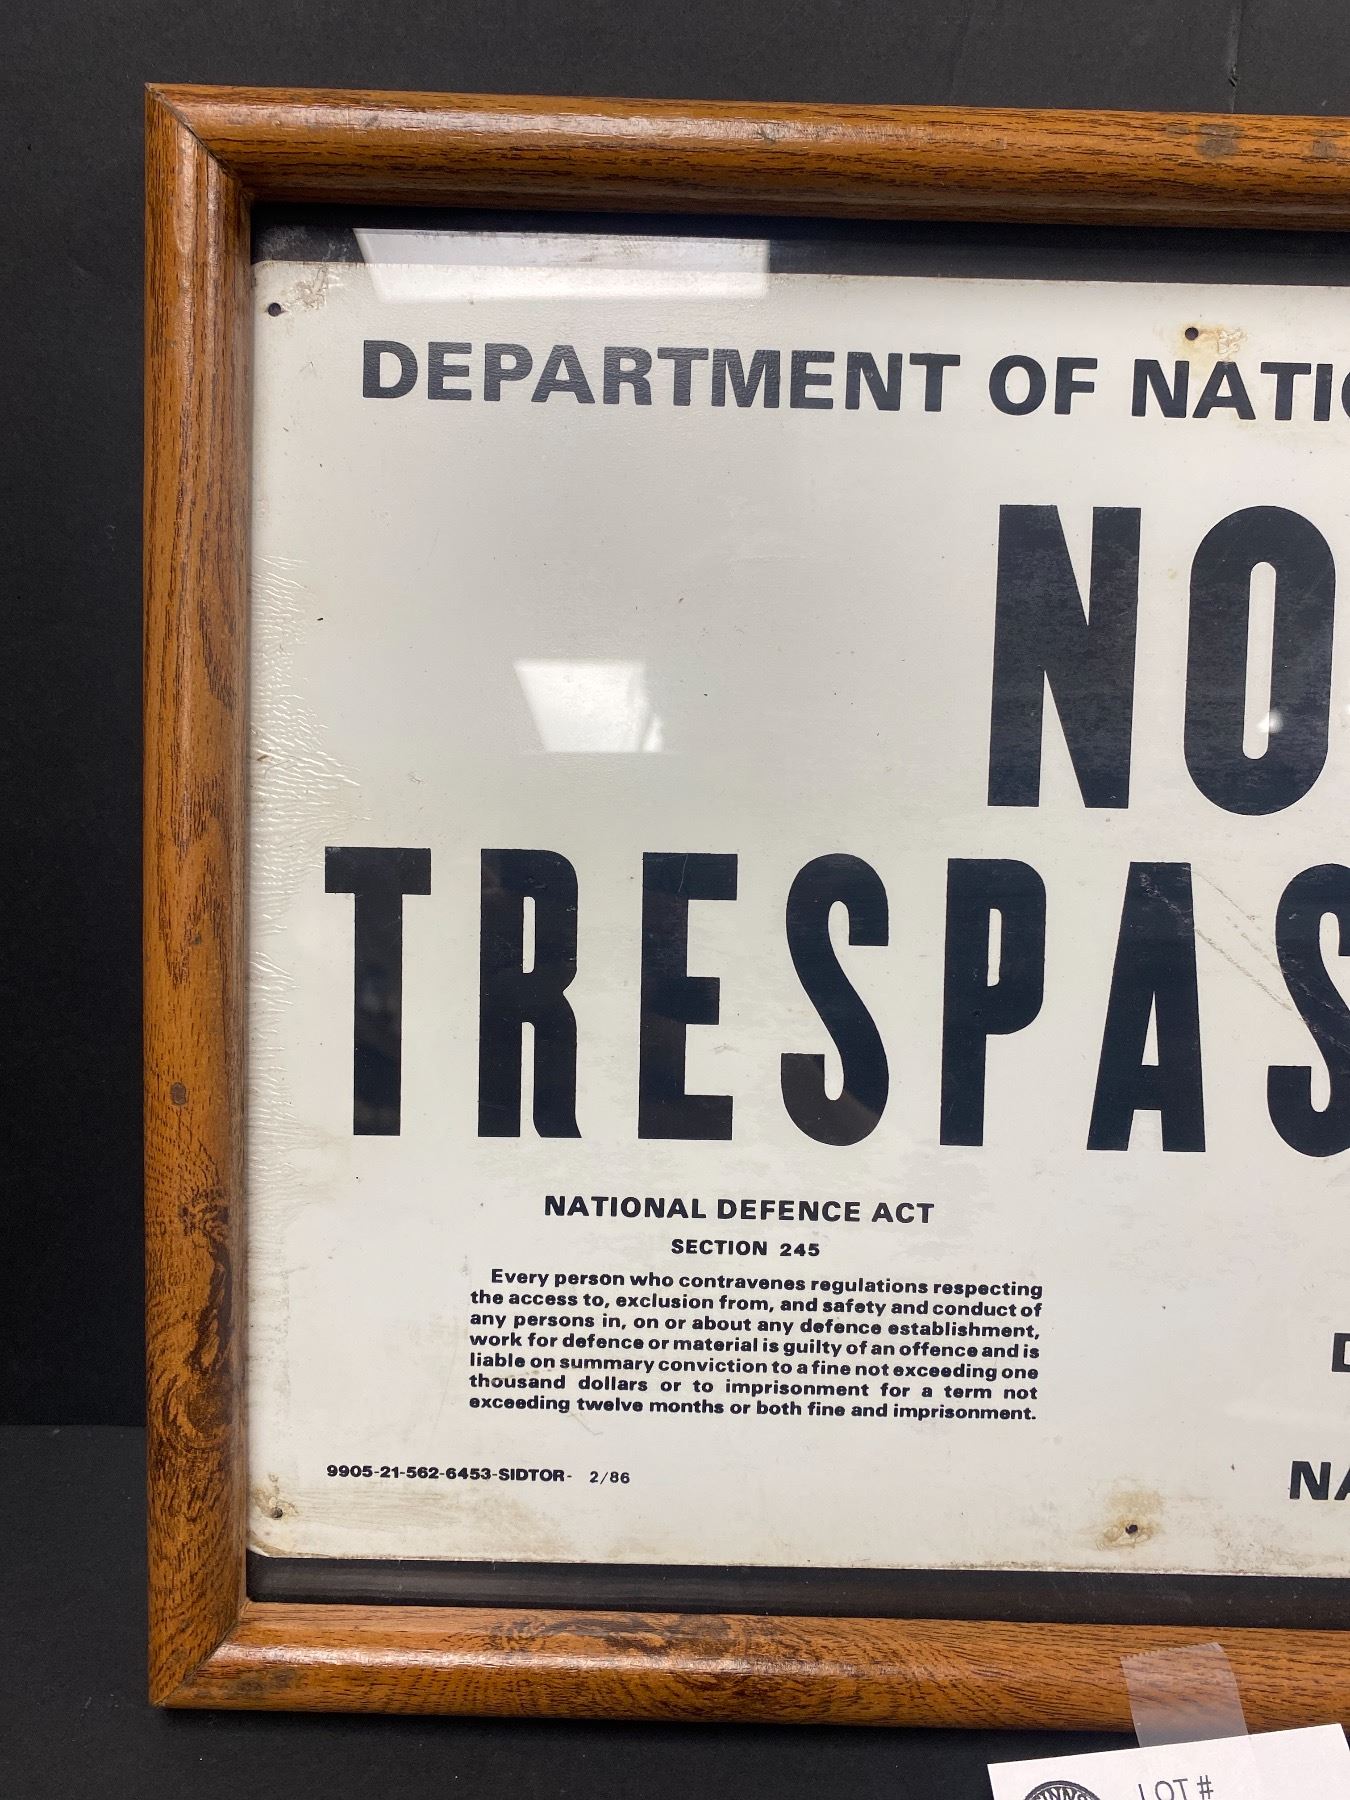 DEPARTMENT OF NATIO
NO
TRESPAS
NATIONAL DEFENCE ACT
SECTION 245
Every person who contravenes regulations respecting
the access to, exclusion from, and safety and conduct of
any persons in, on or about any defence establishment,
work for defence or material is guilty of an offence and is
liable on summary conviction to a fine not exceeding one
thousand dollars or to imprisonment for a term not
exceeding twelve months or both fine and imprisonment.
D
NA
9905-21-562-6453-SIDTOR- 2/86
LOT #